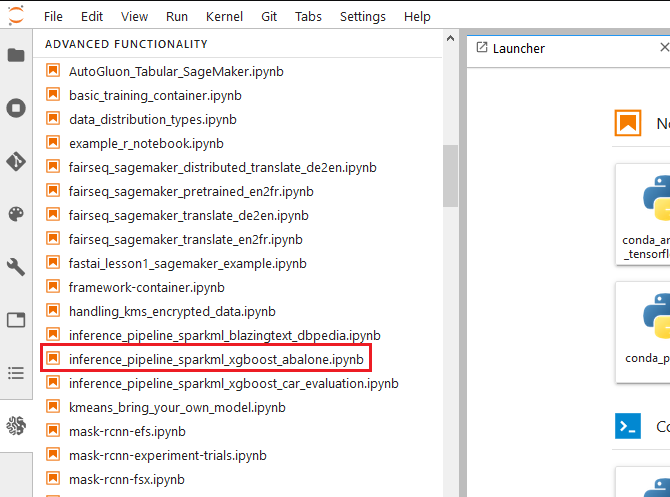 File Edit View Run Kernel Git Tabs Settings Help
ADVANCED FUNCTIONALITY
AutoGluon_Tabular_SageMaker.ipynb
basic_training_container.ipynb
data_distribution_types.ipynb
example_r_notebook.ipynb
fairseq_sagemaker_distributed_translate_de2en.ipynb
fairseq_sagemaker_pretrained_en2fr.ipynb
fairseq_sagemaker_translate_de2en.ipynb
fairseq_sagemaker_translate_en2fr.ipynb
fastai_lesson1_sagemaker_example.ipynb
framework-container.ipynb
handling_kms_encrypted_data.ipynb
inference_pipeline_sparkml_blazingtext_dbpedia.ipynb
inference_pipeline_sparkml_xgboost_abalone.ipynb
inference_pipeline_sparkml_xgboost_car_evaluation.ipynb
kmeans_bring_your_own_model.ipynb
mask-rcnn-efs.ipynb
mask-rcnn-experiment-trials.ipynb
mask-rcnn-fsx.ipynb
Launcher
No
conda_a
_tensorfl
conda_p
Co